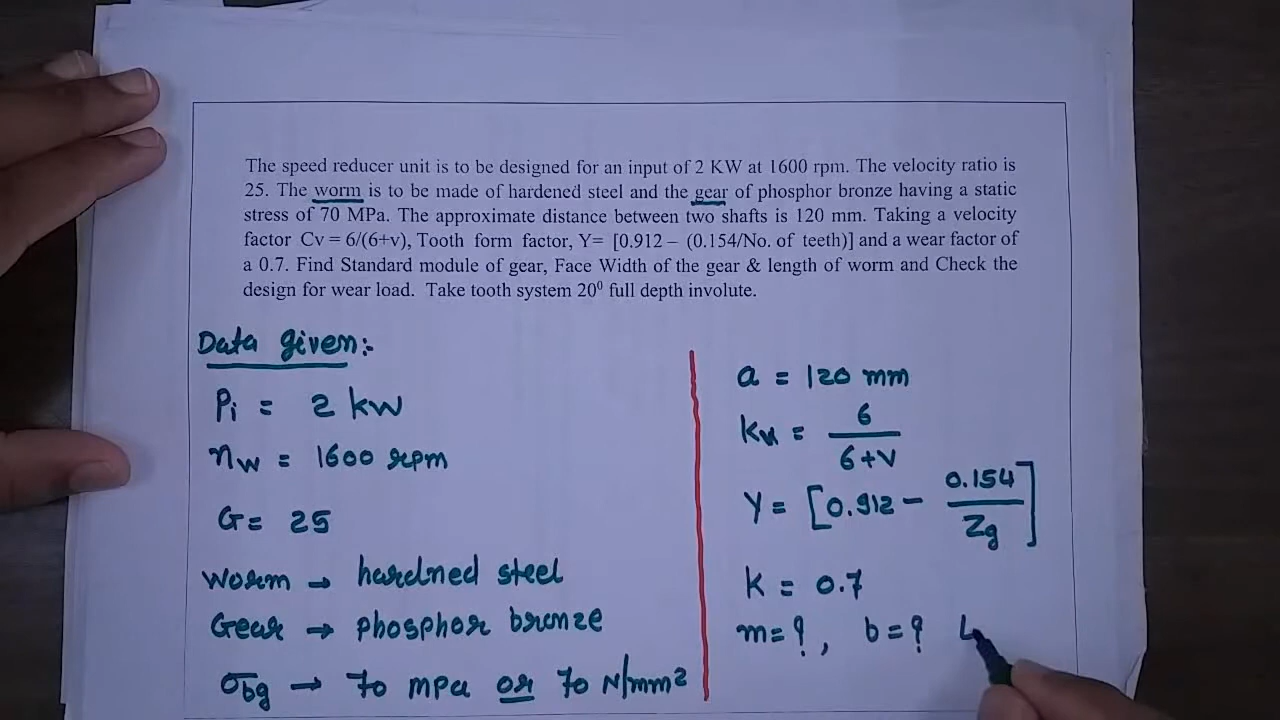 The speed reducer unit is to be designed for an input of 2 KW at 1600 rpm. The velocity ratio is
25. The worm is to be made of hardened steel and the gear of phosphor bronze having a static
stress of 70 MPa. The approximate distance between two shafts is 120 mm. Taking a velocity
factor Cv = 6/(6+v), Tooth form factor, Y= [0.912 – (0.154/No. of teeth)] and a wear factor of
a 0.7. Find Standard module of gear, Face Width of the gear & length of worm and Check the
design for wear load. Take tooth system 20⁰ full depth involute.
Data given:-
Pi = 2 kw
nw = 1600 rpm
G = 25
Worm → hardned steel
Gear → phosphor bronze
σbg → 70 mpa or 70 N/mm²
a = 120 mm
kv = 6/(6+v)
Y = [0.912 - 0.154/Zg]
k = 0.7
m = ?, b = ? L